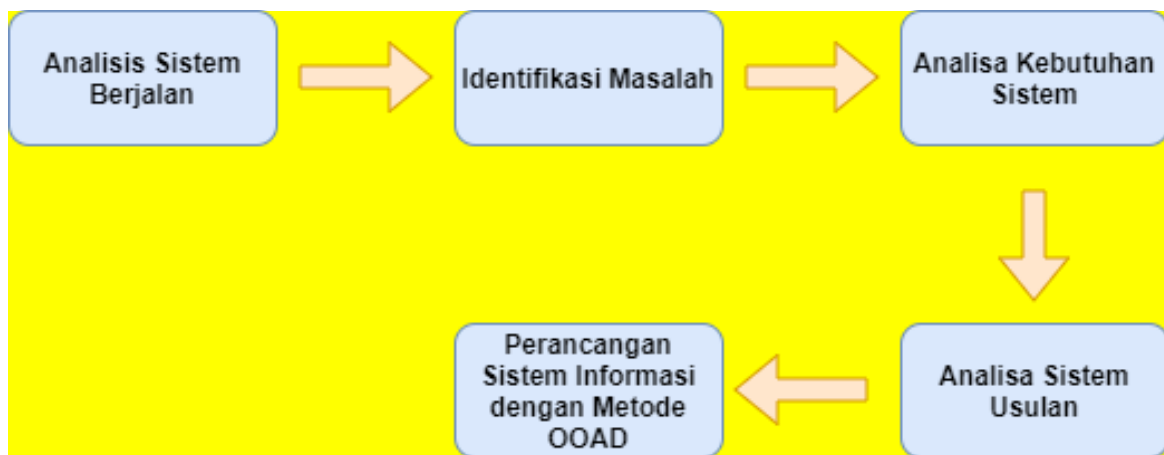 Analisis Sistem
Berjalan
Identifikasi Masalah
Analisa Kebutuhan
Sistem
Analisa Sistem
Usulan
Perancangan
Sistem Informasi
dengan Metode
OOAD